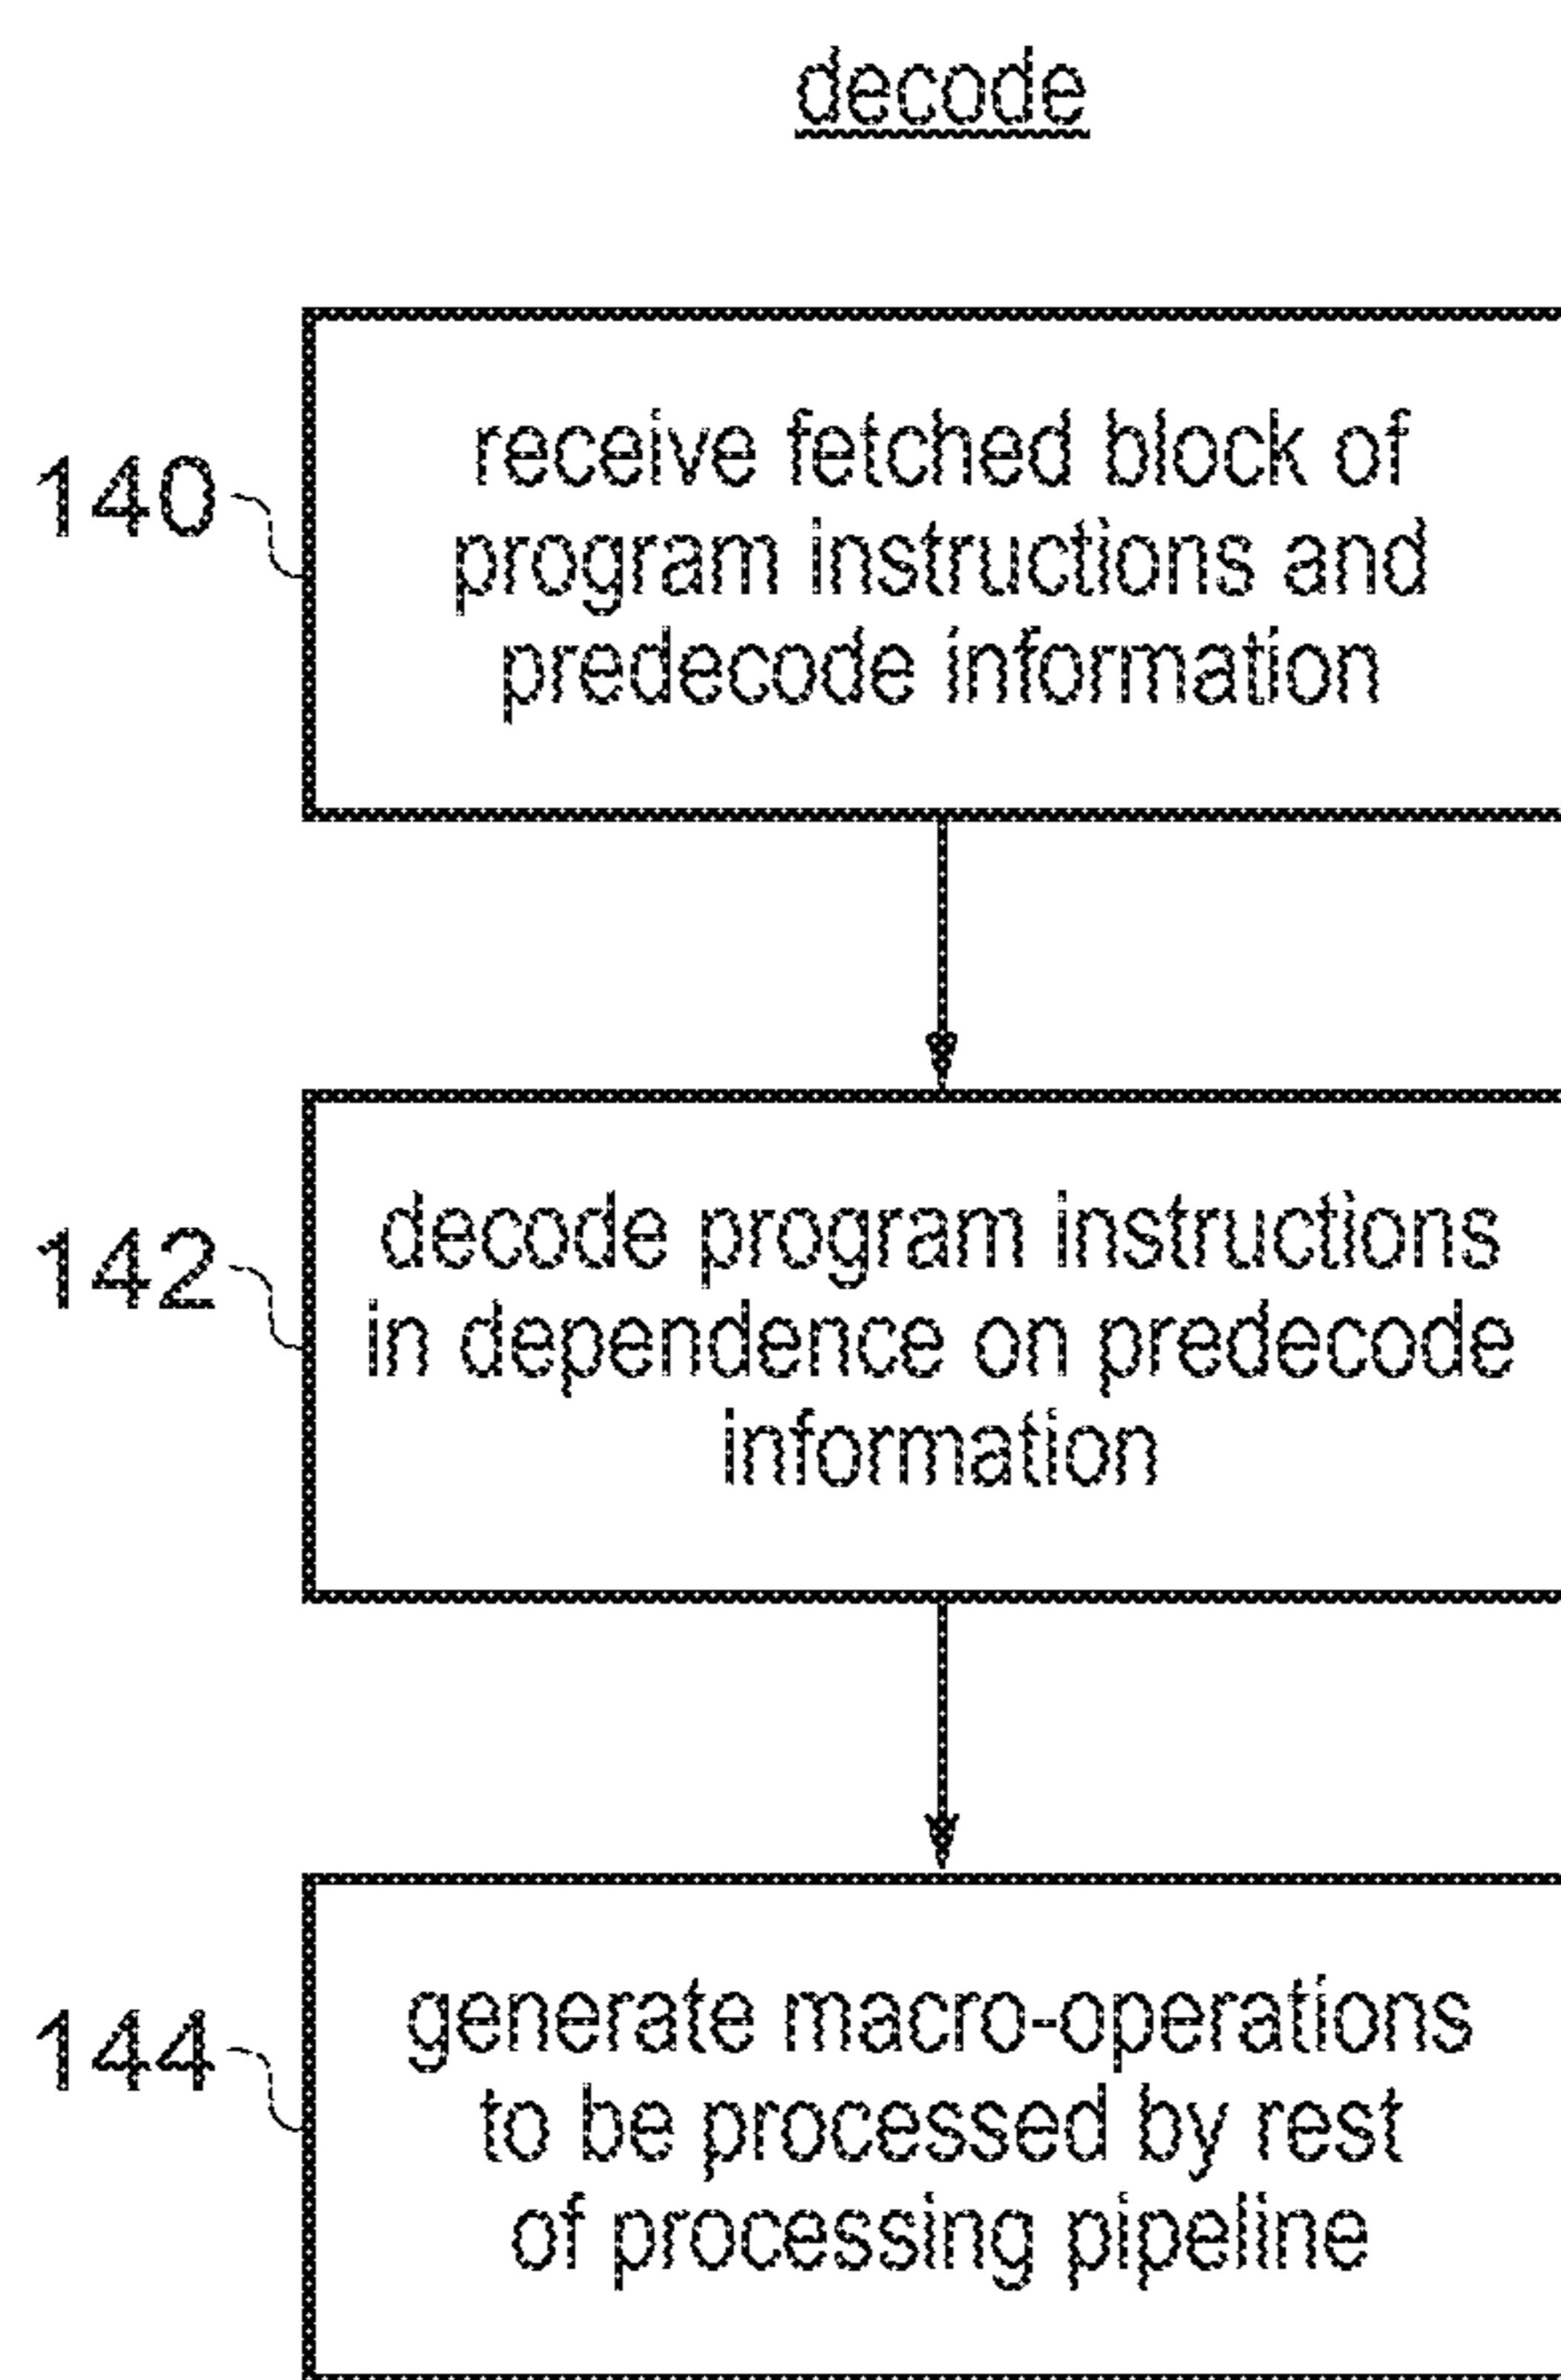 decode
140
receive fetched block of
program instructions and
predecode information
142
decode program instructions
in dependence on predecode
information
144
generate macro-operations
to be processed by rest
of processing pipeline